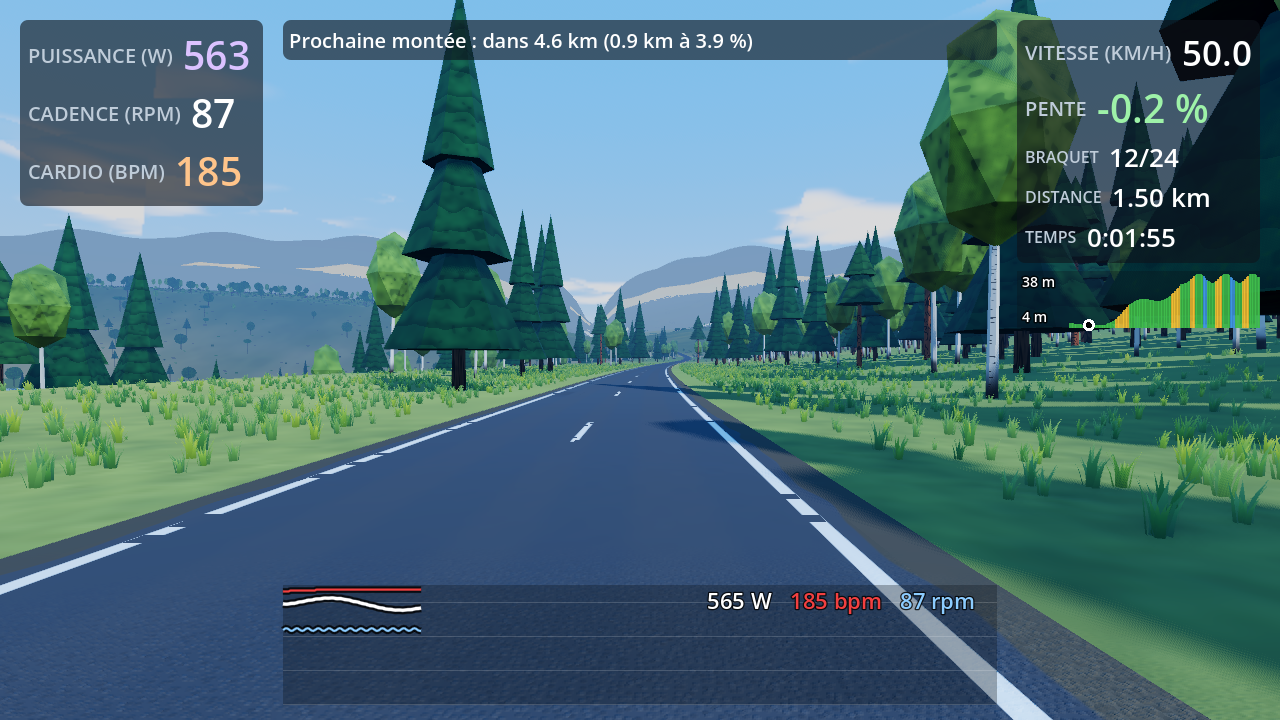 PUISSANCE (W) 563
CADENCE (RPM) 87
CARDIO (BPM) 185
Prochaine montée : dans 4.6 km (0.9 km à 3.9 %)
VITESSE (KM/H) 50.0
PENTE -0.2 %
BRAQUET 12/24
DISTANCE 1.50 km
TEMPS 0:01:55
38 m
4 m
565 W 185 bpm 87 rpm